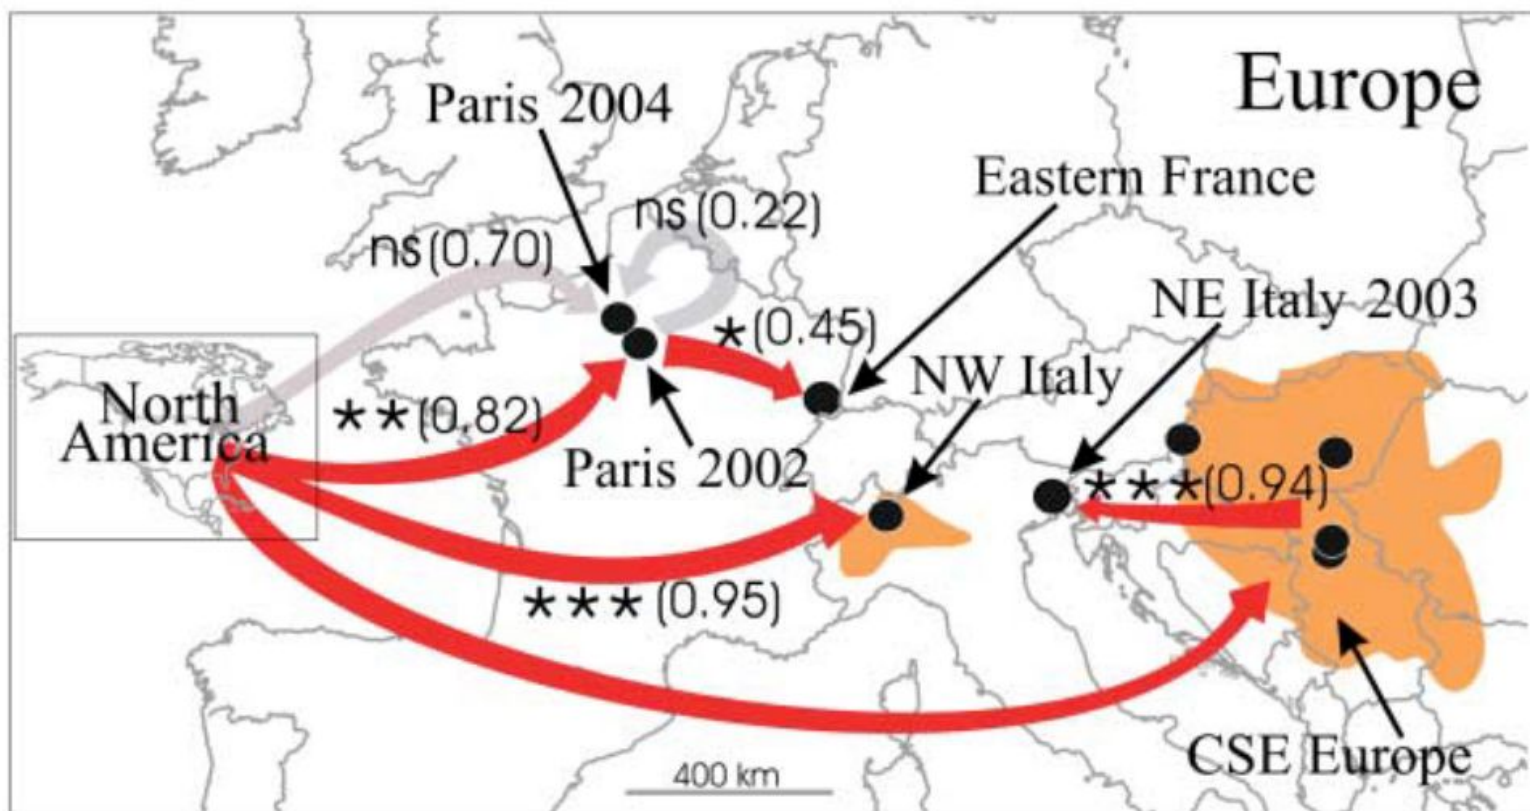 Europe
Paris 2004
Eastern France
ns (0.22)
ns (0.70)
NE Italy 2003
* (0.45)
NW Italy
North
America
** (0.82)
Paris 2002
*** (0.94)
*** (0.95)
CSE Europe
400 km